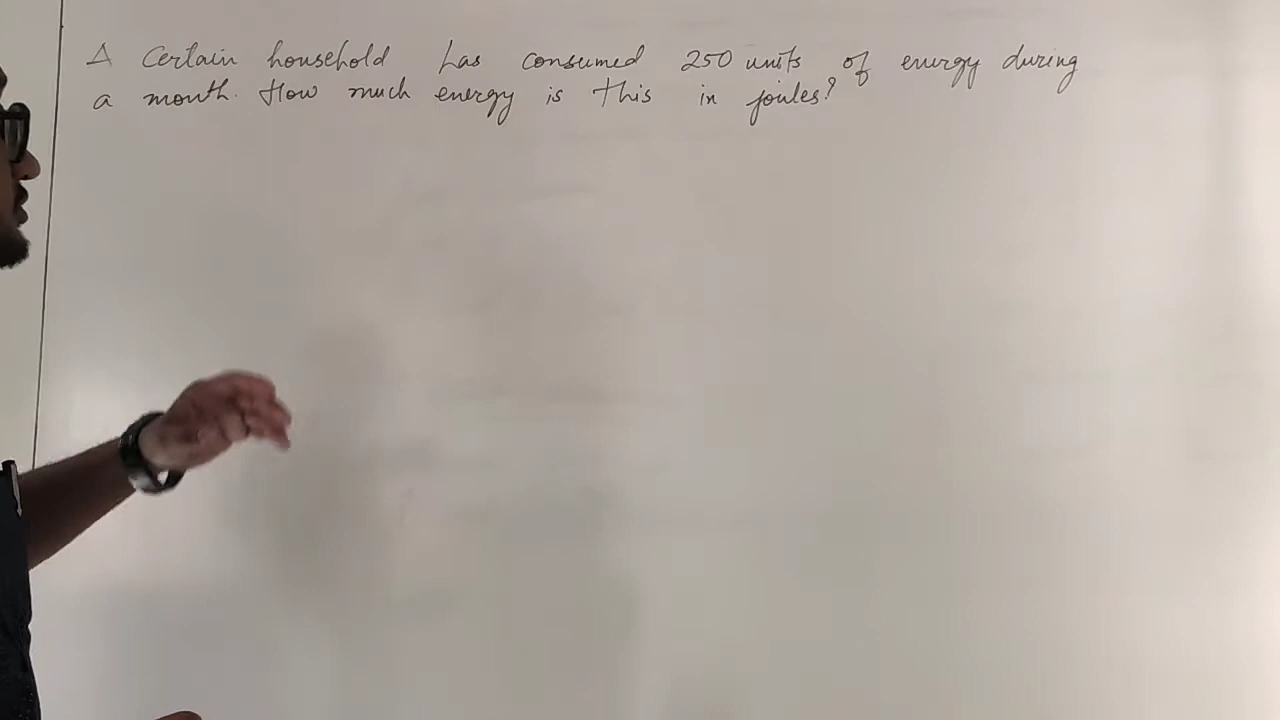 A Certain household has consumed 250 units of energy during
a month. How much energy is this in joules?